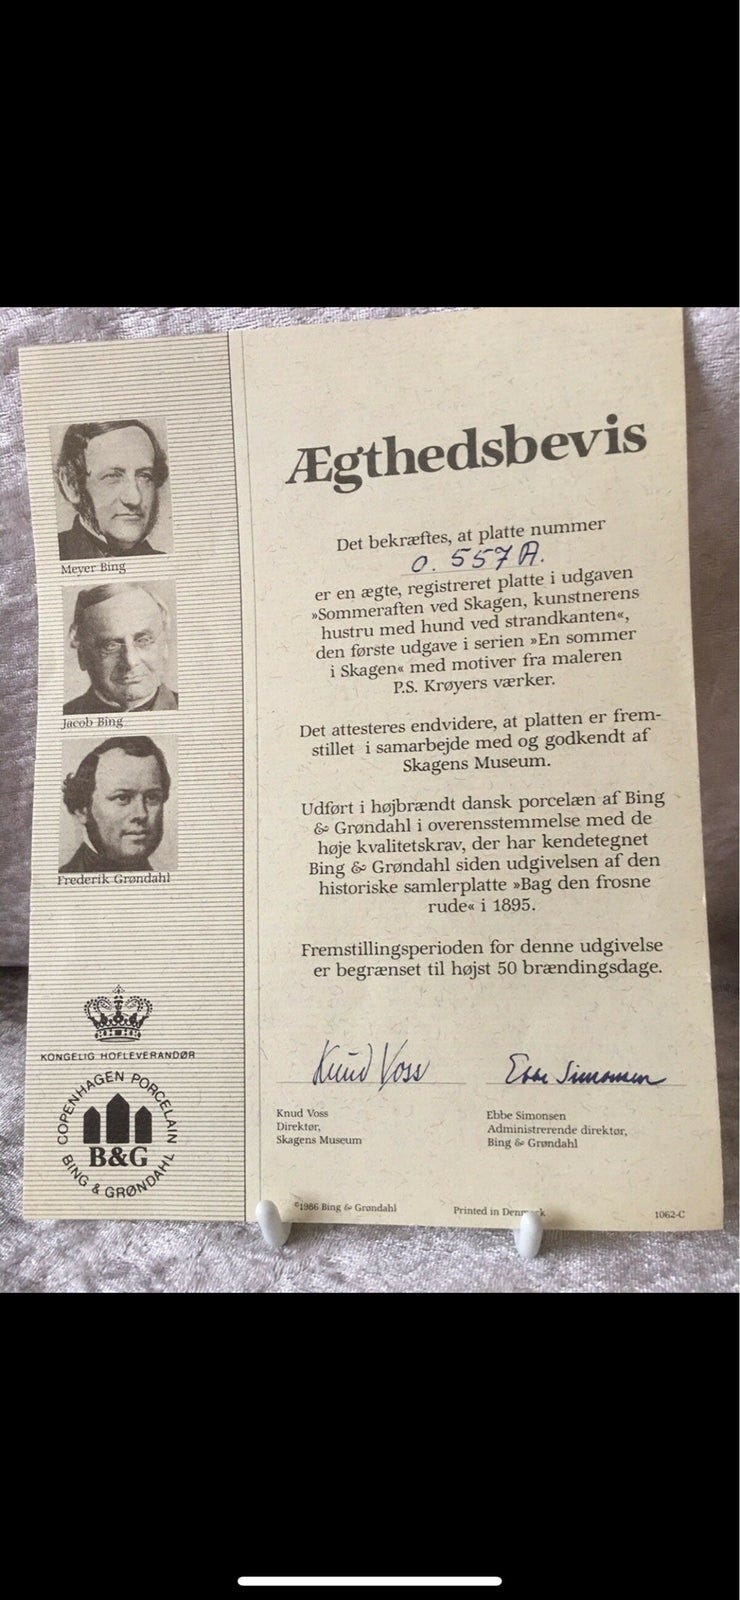 Ægthedsbevis
Det bekræftes, at platte nummer
0. 557A.
er en ægte, registreret platte i udgaven
»Sommeraften ved Skagen, kunstnerens
hustru med hund ved strandkanten«,
den første udgave i serien »En sommer
i Skagen« med motiver fra maleren
P.S. Krøyers værker.
Det attesteres endvidere, at platten er frem-
stillet i samarbejde med og godkendt af
Skagens Museum.
Udført i højbrændt dansk porcelæn af Bing
& Grøndahl i overensstemmelse med de
høje kvalitetskrav, der har kendetegnet
Bing & Grøndahl siden udgivelsen af den
historiske samlerplatte »Bag den frosne
rude« i 1895.
Fremstillingsperioden for denne udgivelse
er begrænset til højst 50 brændingsdage.
Knud Voss
Ebbe Simonsen
Knud Voss
Direktør,
Skagens Museum
Ebbe Simonsen
Administrerende direktør,
Bing & Grøndahl
©1986 Bing & Grøndahl
Printed in Denmark
1062-C
Meyer Bing
Jacob Bing
Frederik Grøndahl
KONGELIG HOFLEVERANDØR
COPENHAGEN PORCELAIN
B&G
BING & GRØNDAHL